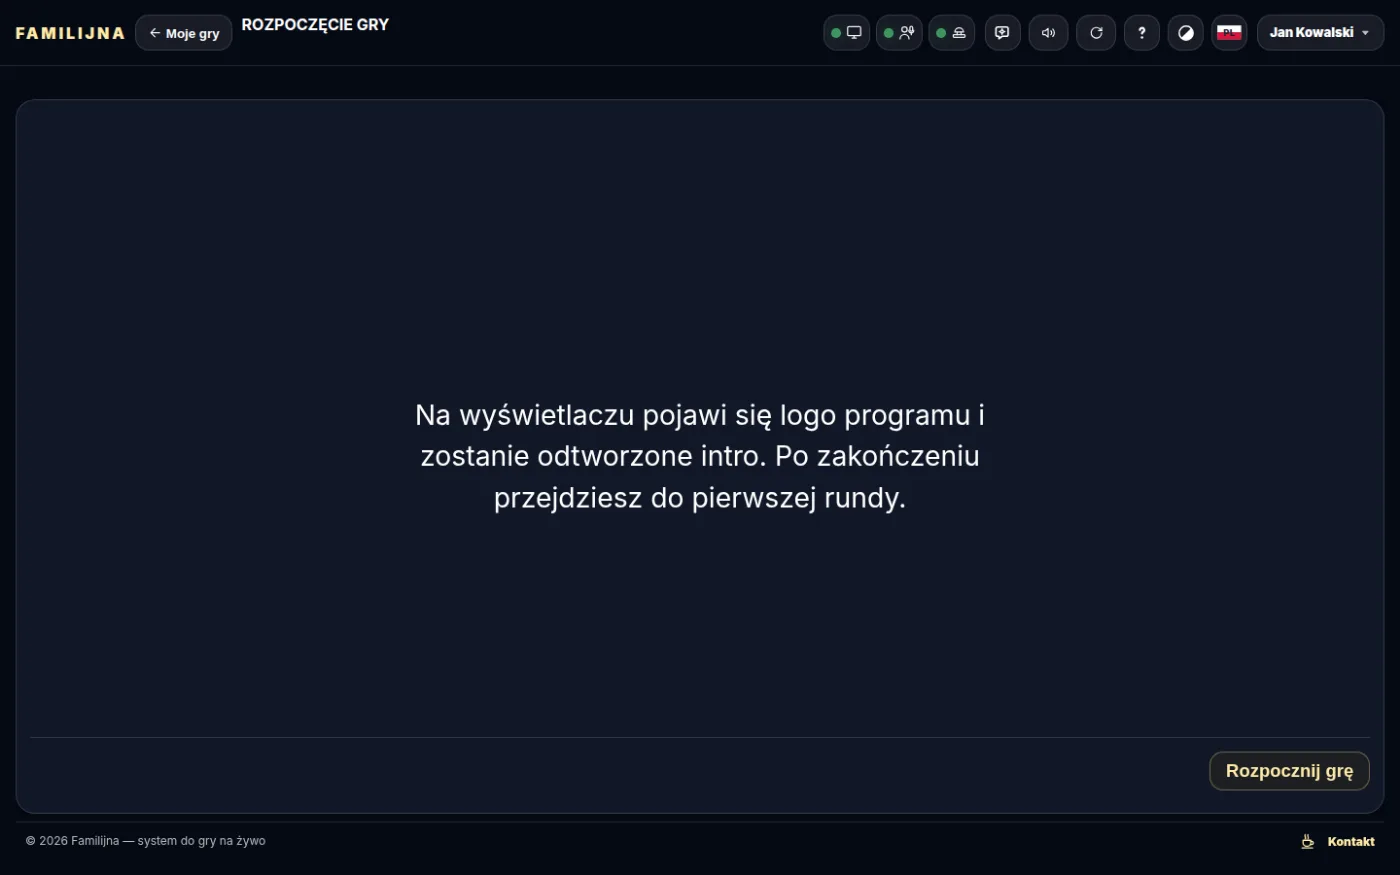 FAMILIJNA
← Moje gry
ROZPOCZĘCIE GRY
?
PL
Jan Kowalski
Na wyświetlaczu pojawi się logo programu i
zostanie odtworzone intro. Po zakończeniu
przejdziesz do pierwszej rundy.
Rozpocznij grę
© 2026 Familijna — system do gry na żywo
Kontakt